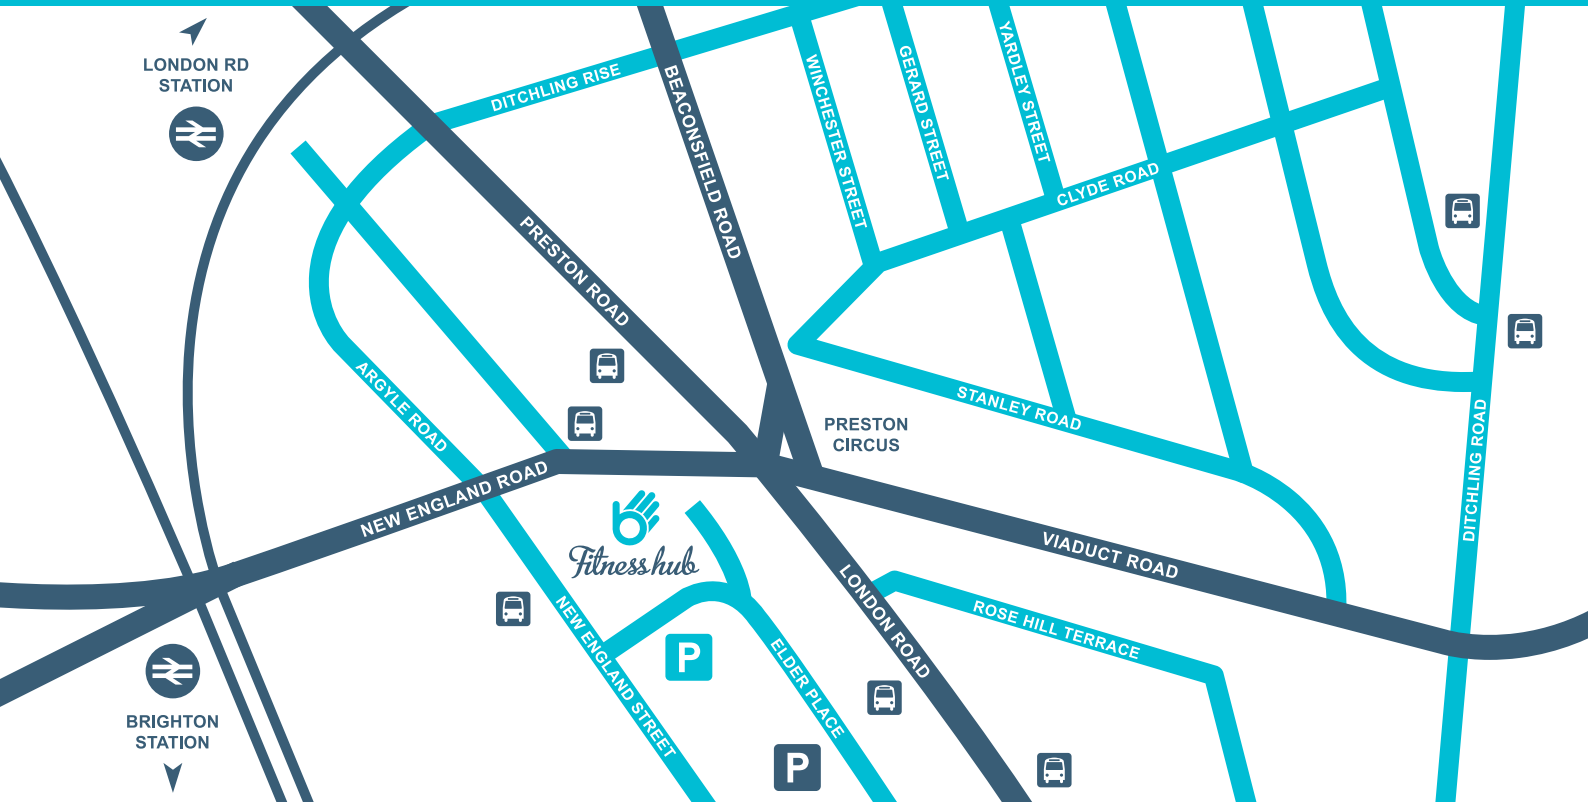 LONDON RD
STATION
DITCHLING RISE
BEACONSFIELD ROAD
WINCHESTER STREET
GERARD STREET
YARDLEY STREET
CLYDE ROAD
PRESTON ROAD
ARGYLE ROAD
STANLEY ROAD
PRESTON
CIRCUS
DITCHLING ROAD
NEW ENGLAND ROAD
Fitness hub
VIADUCT ROAD
LONDON ROAD
ROSE HILL TERRACE
NEW ENGLAND STREET
P
ELDER PLACE
BRIGHTON
STATION
P